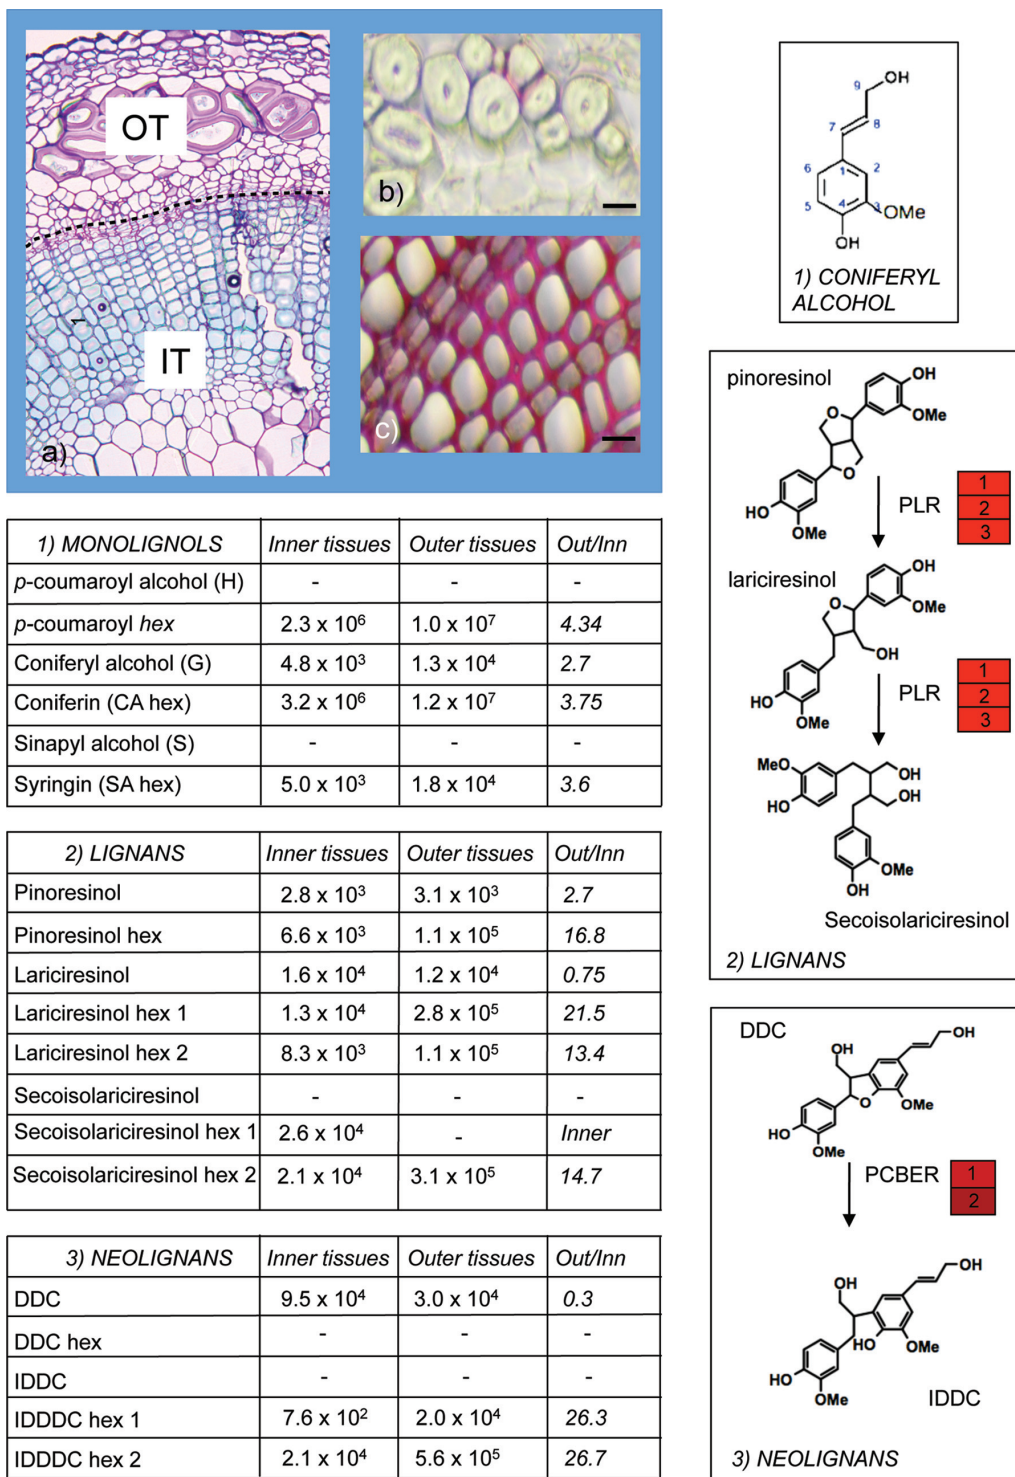 OT
IT
a)
b)
c)
OH
9
7
8
6
1
2
5
4
3
OMe
OH
1) CONIFERYL
ALCOHOL
1) MONOLIGNOLS Inner tissues Outer tissues Out/Inn
p-coumaroyl alcohol (H) - - -
p-coumaroyl hex 2.3 x 10⁶ 1.0 x 10⁷ 4.34
Coniferyl alcohol (G) 4.8 x 10³ 1.3 x 10⁴ 2.7
Coniferin (CA hex) 3.2 x 10⁶ 1.2 x 10⁷ 3.75
Sinapyl alcohol (S) - - -
Syringin (SA hex) 5.0 x 10³ 1.8 x 10⁴ 3.6
2) LIGNANS Inner tissues Outer tissues Out/Inn
Pinoresinol 2.8 x 10³ 3.1 x 10³ 2.7
Pinoresinol hex 6.6 x 10³ 1.1 x 10⁵ 16.8
Lariciresinol 1.6 x 10⁴ 1.2 x 10⁴ 0.75
Lariciresinol hex 1 1.3 x 10⁴ 2.8 x 10⁵ 21.5
Lariciresinol hex 2 8.3 x 10³ 1.1 x 10⁵ 13.4
Secoisolariciresinol - - -
Secoisolariciresinol hex 1 2.6 x 10⁴ - Inner
Secoisolariciresinol hex 2 2.1 x 10⁴ 3.1 x 10⁵ 14.7
3) NEOLIGNANS Inner tissues Outer tissues Out/Inn
DDC 9.5 x 10⁴ 3.0 x 10⁴ 0.3
DDC hex - - -
IDDC - - -
IDDDC hex 1 7.6 x 10² 2.0 x 10⁴ 26.3
IDDDC hex 2 2.1 x 10⁴ 5.6 x 10⁵ 26.7
pinoresinol
OH
O
OMe
O
HO
OMe
PLR
1
2
3
lariciresinol
OH
O
OMe
OH
HO
OMe
PLR
1
2
3
MeO
OH
HO
OH
OMe
OH
Secoisolariciresinol
2) LIGNANS
DDC
OH
OH
O
OMe
HO
OMe
PCBER
1
2
OH
OH
HO
OMe
HO
OMe
IDDC
3) NEOLIGNANS